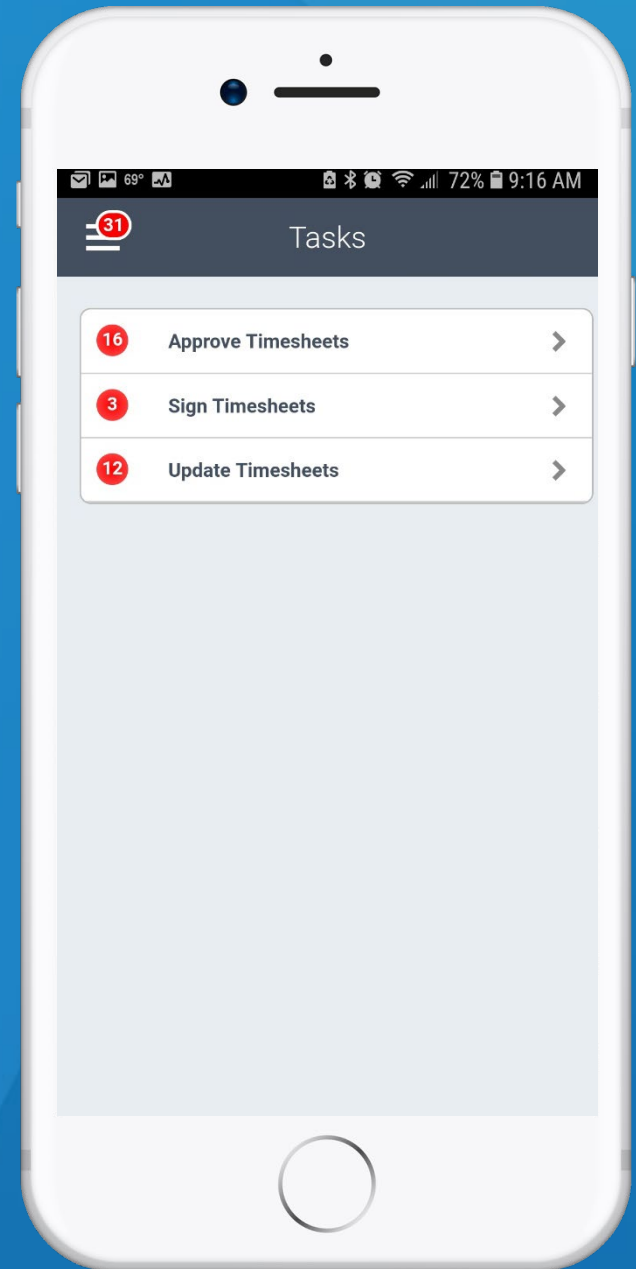 69° 72% 9:16 AM
31 Tasks
16 Approve Timesheets
3 Sign Timesheets
12 Update Timesheets